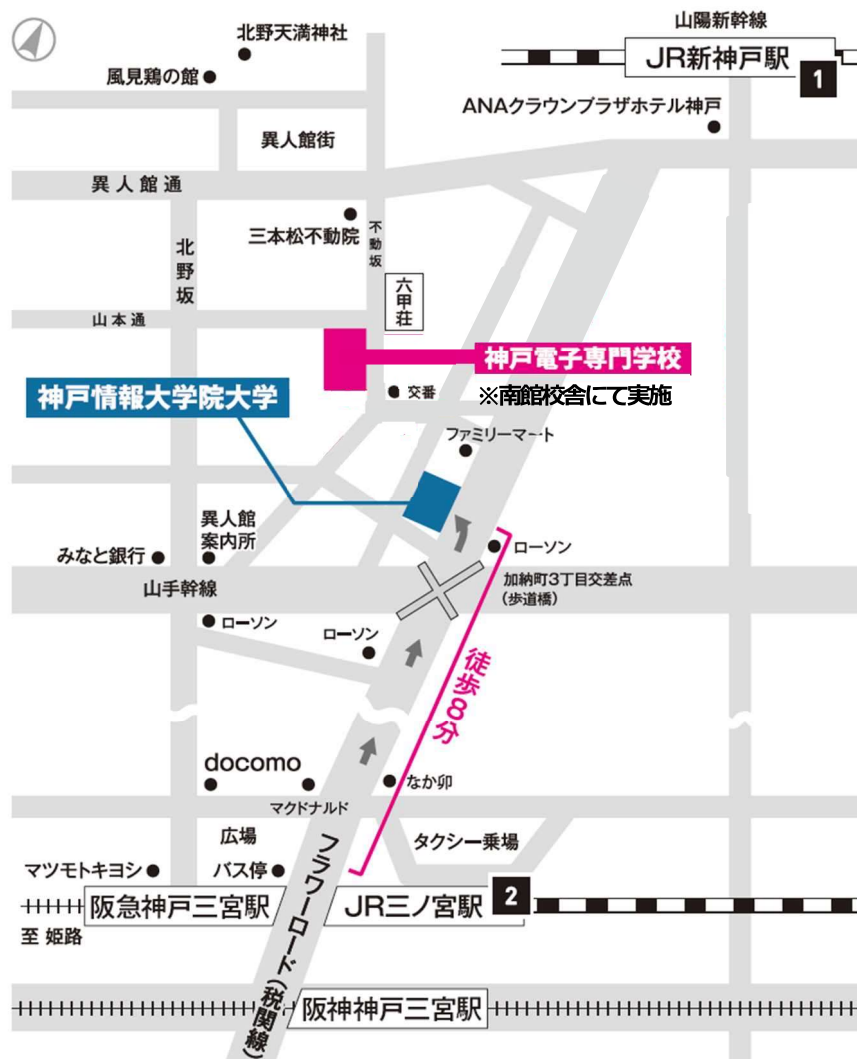 山陽新幹線
北野天満神社
JR新神戸駅
1
風見鶏の館
ANAクラウンプラザホテル神戸
異人館街
異人館通
三本松不動院
不動坂
北野坂
六甲荘
山本通
神戸電子専門学校
神戸情報大学院大学
交番
※南館校舎にて実施
ファミリーマート
異人館
案内所
みなと銀行
ローソン
山手幹線
加納町3丁目交差点
(歩道橋)
ローソン
ローソン
徒歩8分
docomo
なか卯
マクドナルド
広場
タクシー乗場
マツモトキヨシ
バス停
フラワーロード(税関線)
阪急神戸三宮駅
JR三ノ宮駅
2
至 姫路
阪神神戸三宮駅